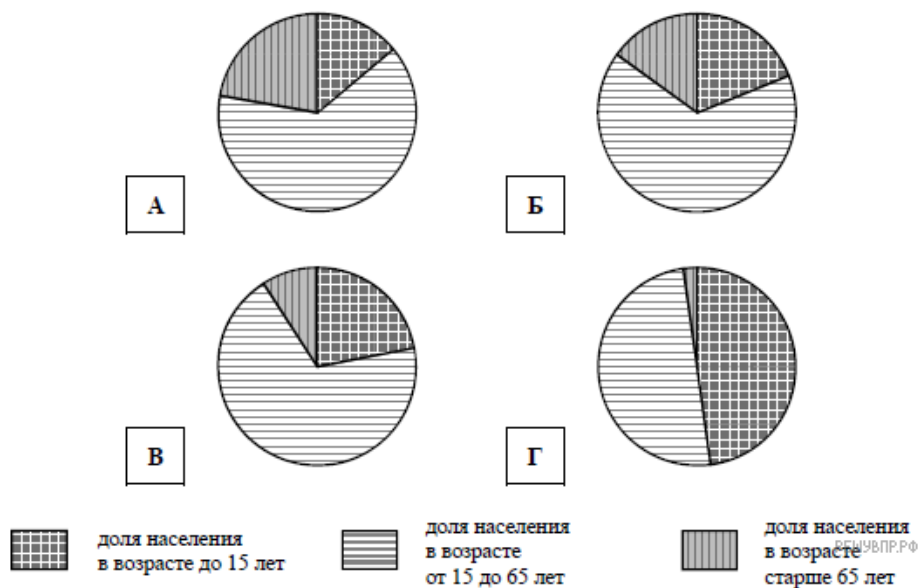 А
Б
В
Г
доля населения
в возрасте до 15 лет
доля населения
в возрасте
от 15 до 65 лет
доля населения
в возрасте
старше 65 лет
РЕШУВПР.РФ